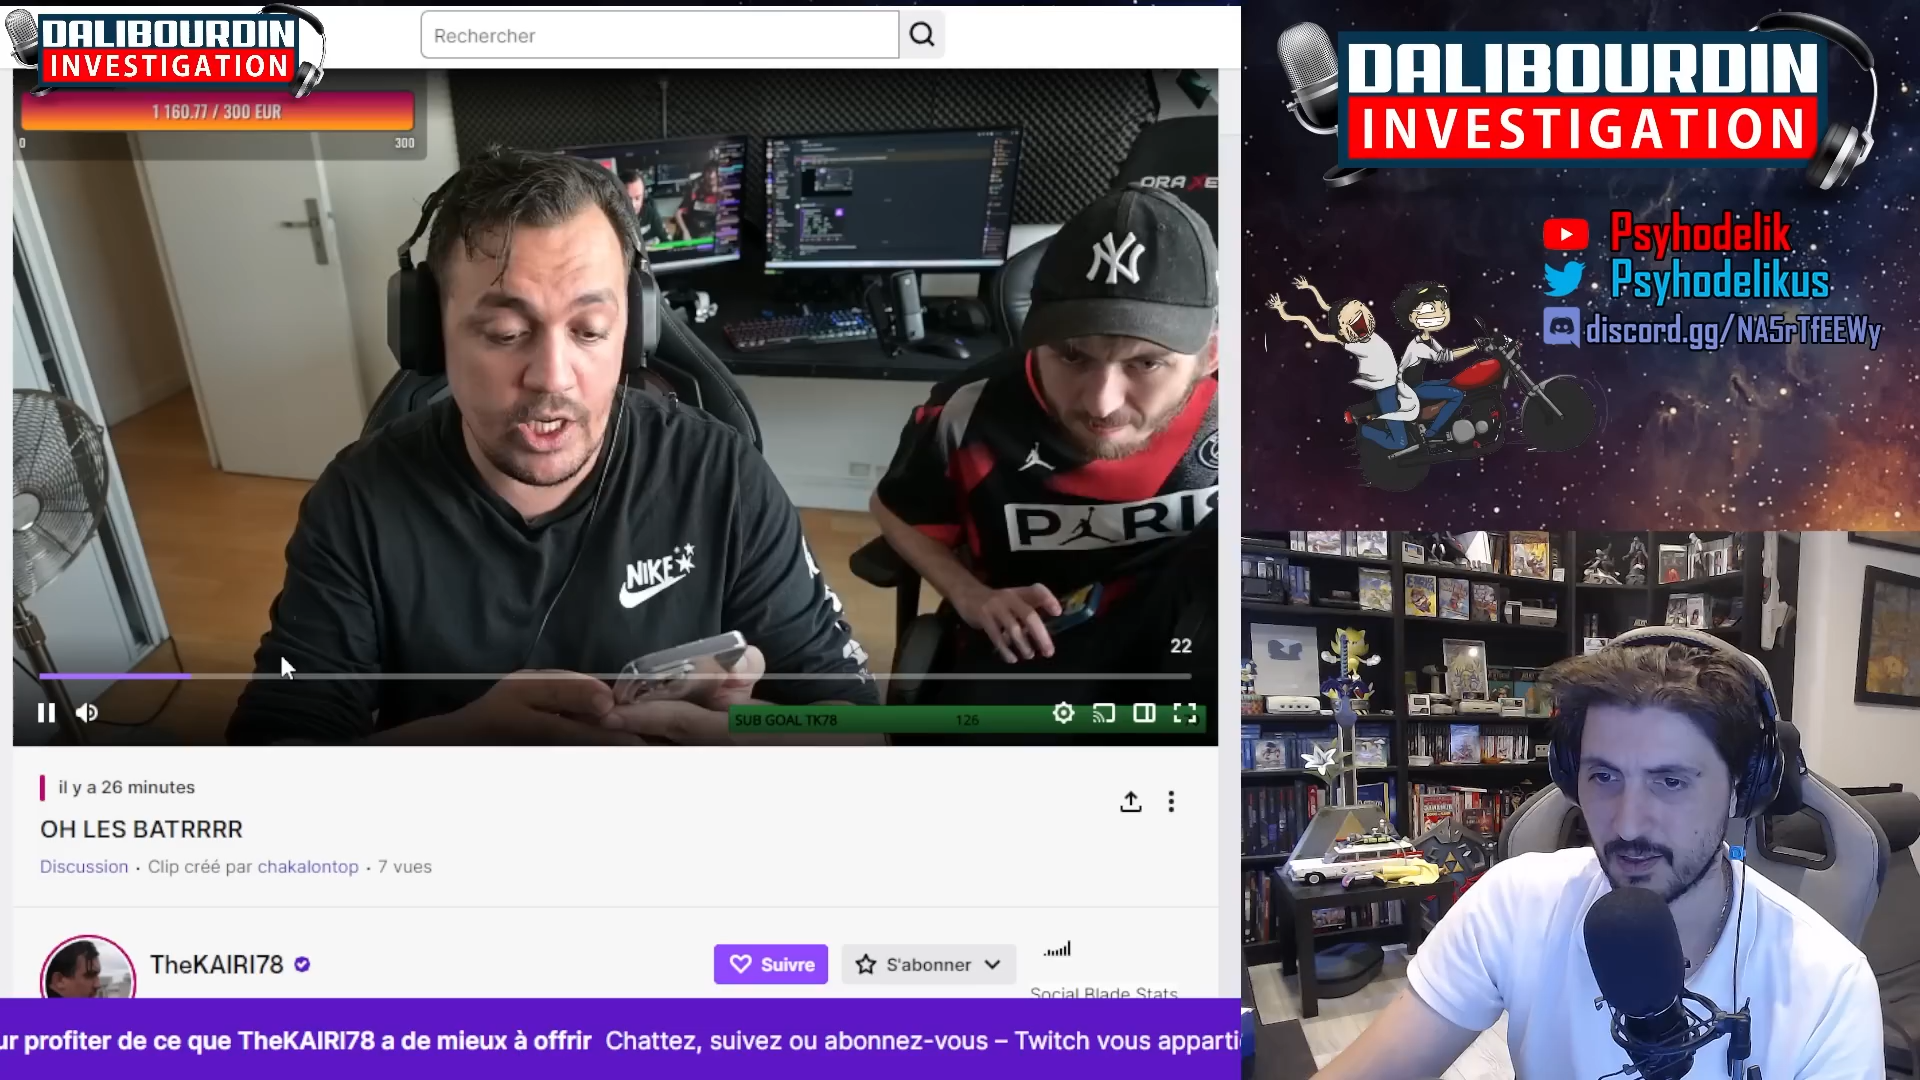 DALIBOURDIN
INVESTIGATION
Rechercher
1 160.77 / 300 EUR
0
300
DRAXE
NY
NIKE
PARIS
22
SUB GOAL TK78
126
il y a 26 minutes
OH LES BATRRRR
Discussion • Clip créé par chakalontop • 7 vues
TheKAIRI78
Suivre
S'abonner
Social Blade Stats
ur profiter de ce que TheKAIRI78 a de mieux à offrir Chattez, suivez ou abonnez-vous – Twitch vous apparti
DALIBOURDIN
INVESTIGATION
Psyhodelik
Psyhodelikus
discord.gg/NA5rTfEEWy